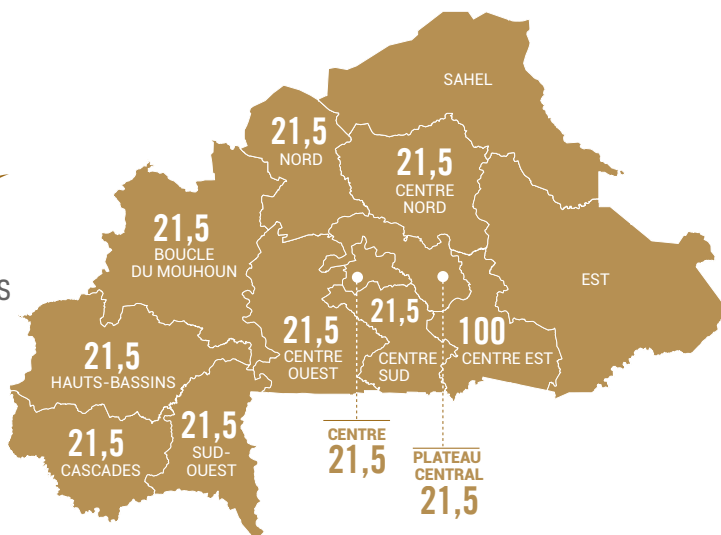 SAHEL
21,5
NORD
21,5
CENTRE
NORD
21,5
BOUCLE
DU MOUHOUN
S
EST
21,5
CENTRE
OUEST
21,5
CENTRE
SUD
100
CENTRE EST
21,5
HAUTS-BASSINS
21,5
CASCADES
21,5
SUD-
OUEST
CENTRE
21,5
PLATEAU
CENTRAL
21,5